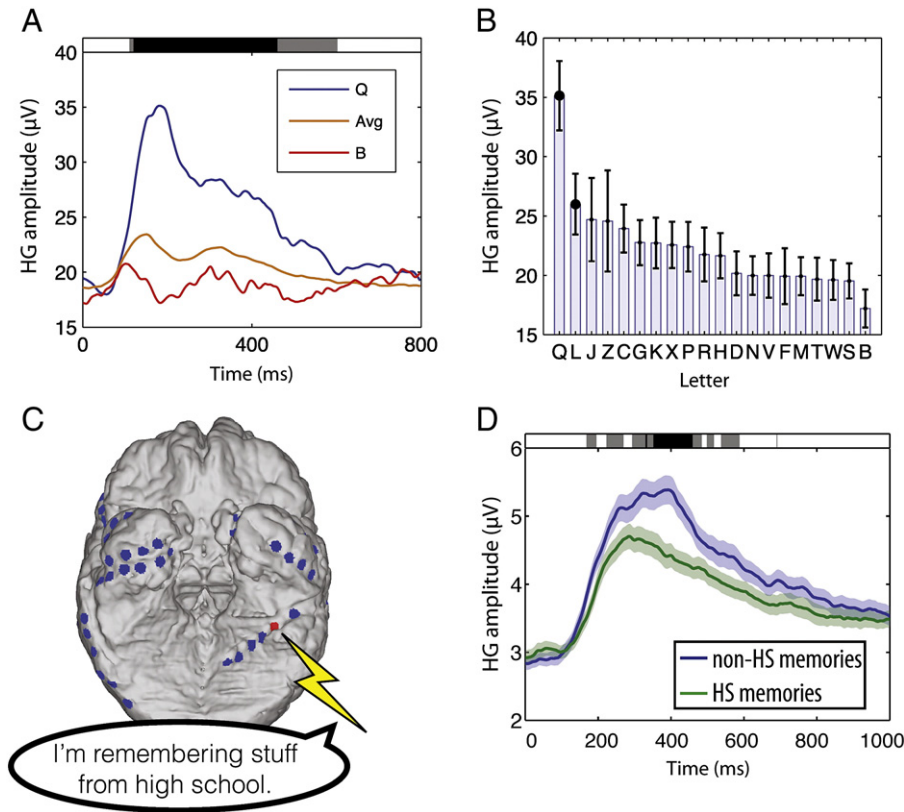 A
40
35
30
25
20
15
HG amplitude (μV)
0
400
800
Time (ms)
Q
Avg
B
B
40
35
30
25
20
15
HG amplitude (μV)
Q L J Z C G K X P R H D N V F M T W S B
Letter
C
I'm remembering stuff
from high school.
D
6
5
4
3
2
HG amplitude (μV)
0 200 400 600 800 1000
Time (ms)
non-HS memories
HS memories